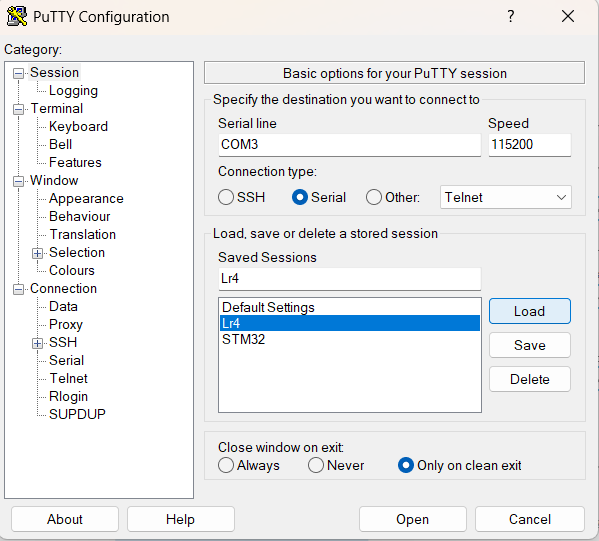 PuTTY Configuration
?
Category:
Session
Logging
Terminal
Keyboard
Bell
Features
Window
Appearance
Behaviour
Translation
Selection
Colours
Connection
Data
Proxy
SSH
Serial
Telnet
Rlogin
SUPDUP
Basic options for your PuTTY session
Specify the destination you want to connect to
Serial line Speed
COM3 115200
Connection type:
SSH Serial Other: Telnet
Load, save or delete a stored session
Saved Sessions
Lr4
Default Settings
Lr4
STM32
Load
Save
Delete
Close window on exit:
Always Never Only on clean exit
About Help Open Cancel